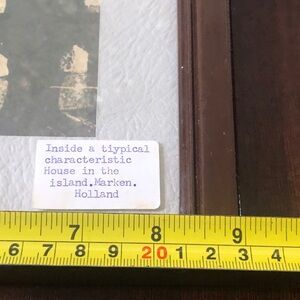 Inside a tiypical
characteristic
House in the
island.Marken.
Holland
7 8 9
6 7 8 9 20 1 2 3 4